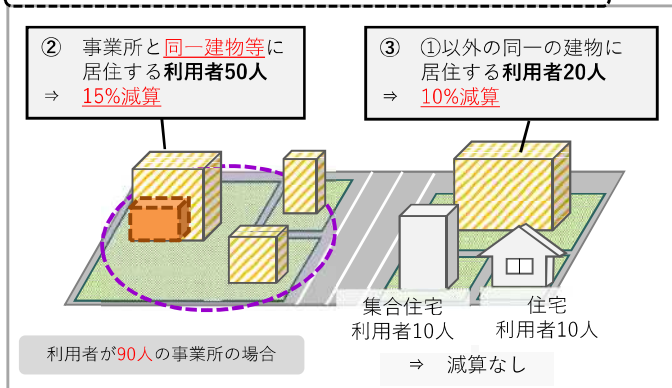 ② 事業所と同一建物等に
居住する利用者50人
⇒ 15%減算
③ ①以外の同一の建物に
居住する利用者20人
⇒ 10%減算
集合住宅
利用者10人
住宅
利用者10人
⇒ 減算なし
利用者が90人の事業所の場合